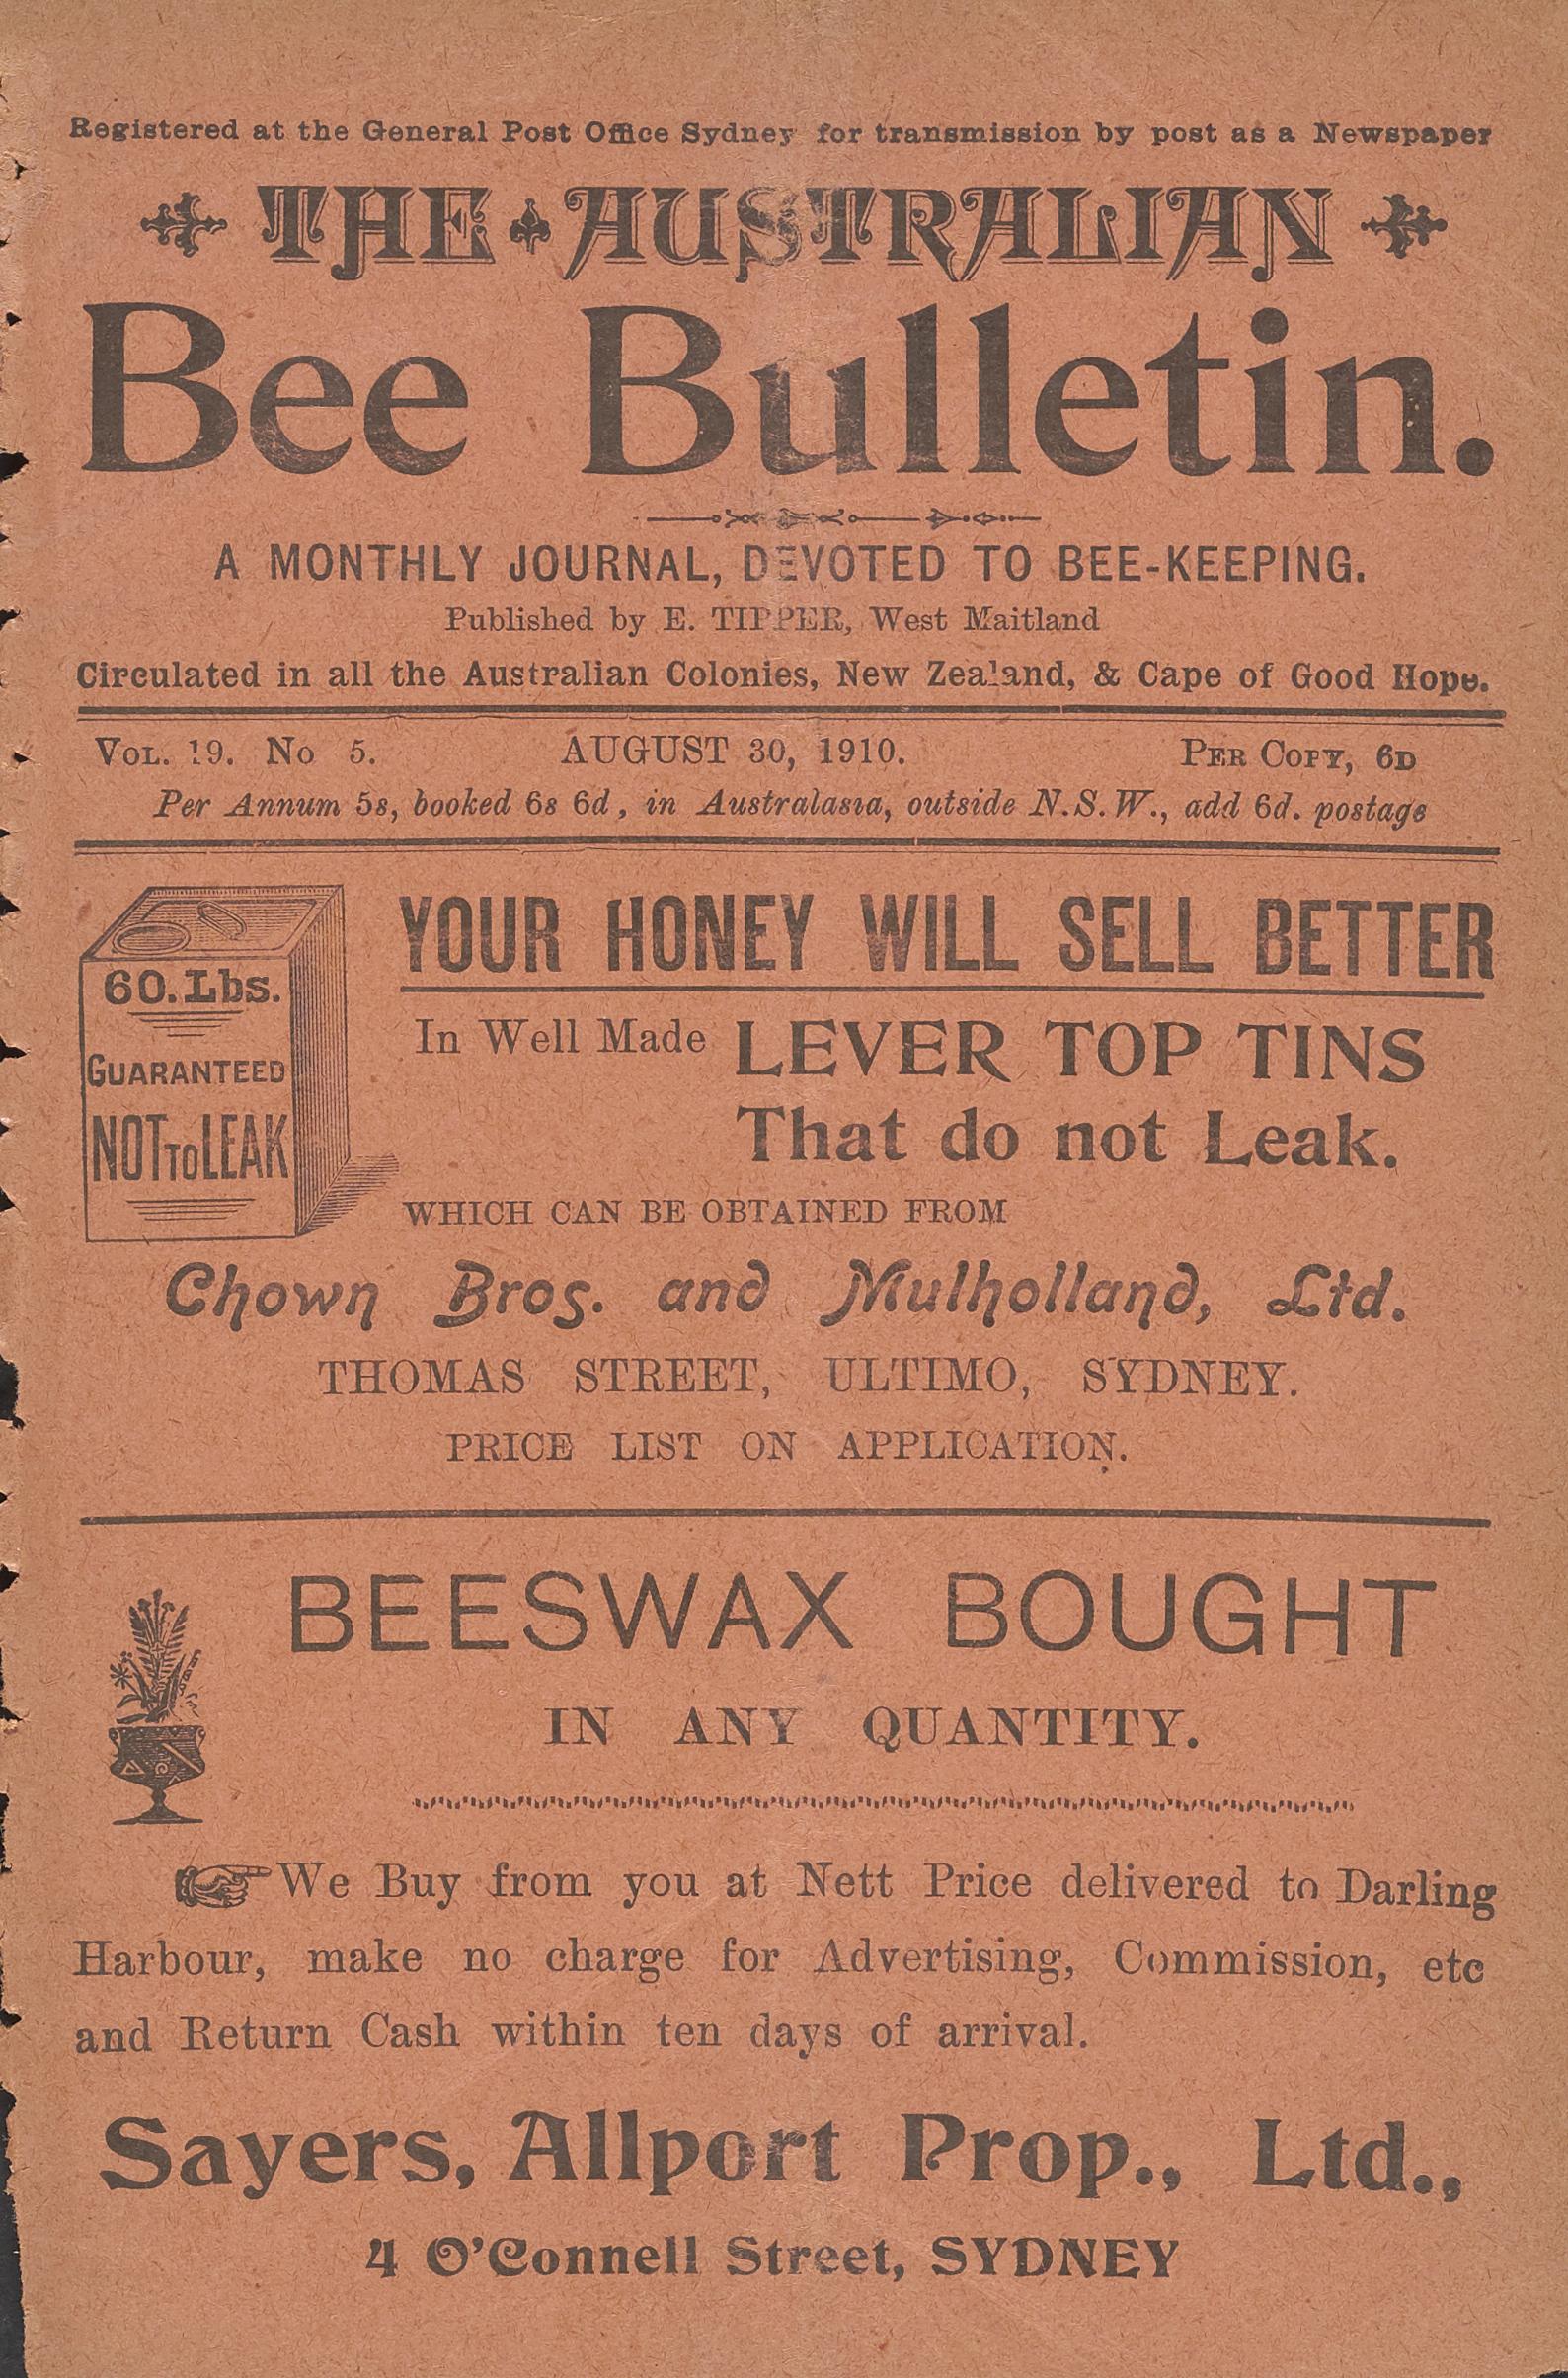 Registered at the General Post Office Sydney for transmission by post as a Newspaper
THE AUSTRALIAN
Bee Bulletin.
A MONTHLY JOURNAL, DEVOTED TO BEE-KEEPING.
Published by E. TIPPER, West Maitland
Circulated in all the Australian Colonies, New Zealand, & Cape of Good Hope.
VOL. 19. No 5. AUGUST 30, 1910. PER COPY, 6D
Per Annum 5s, booked 6s 6d, in Australasia, outside N.S.W., add 6d. postage
60.Lbs.
GUARANTEED
NOT TO LEAK
YOUR HONEY WILL SELL BETTER
In Well Made LEVER TOP TINS
That do not Leak.
WHICH CAN BE OBTAINED FROM
Chown Bros. and Mulholland, Ltd.
THOMAS STREET, ULTIMO, SYDNEY.
PRICE LIST ON APPLICATION.
BEESWAX BOUGHT
IN ANY QUANTITY.
We Buy from you at Nett Price delivered to Darling
Harbour, make no charge for Advertising, Commission, etc
and Return Cash within ten days of arrival.
Sayers, Allport Prop., Ltd.,
4 O'Connell Street, SYDNEY